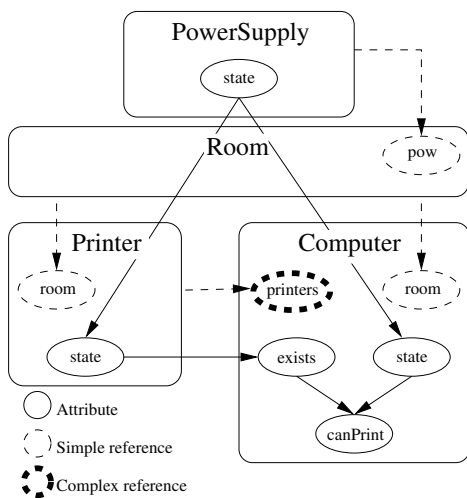 PowerSupply
state
Room
pow
Printer
Computer
room
printers
room
state
exists
state
canPrint
Attribute
Simple reference
Complex reference